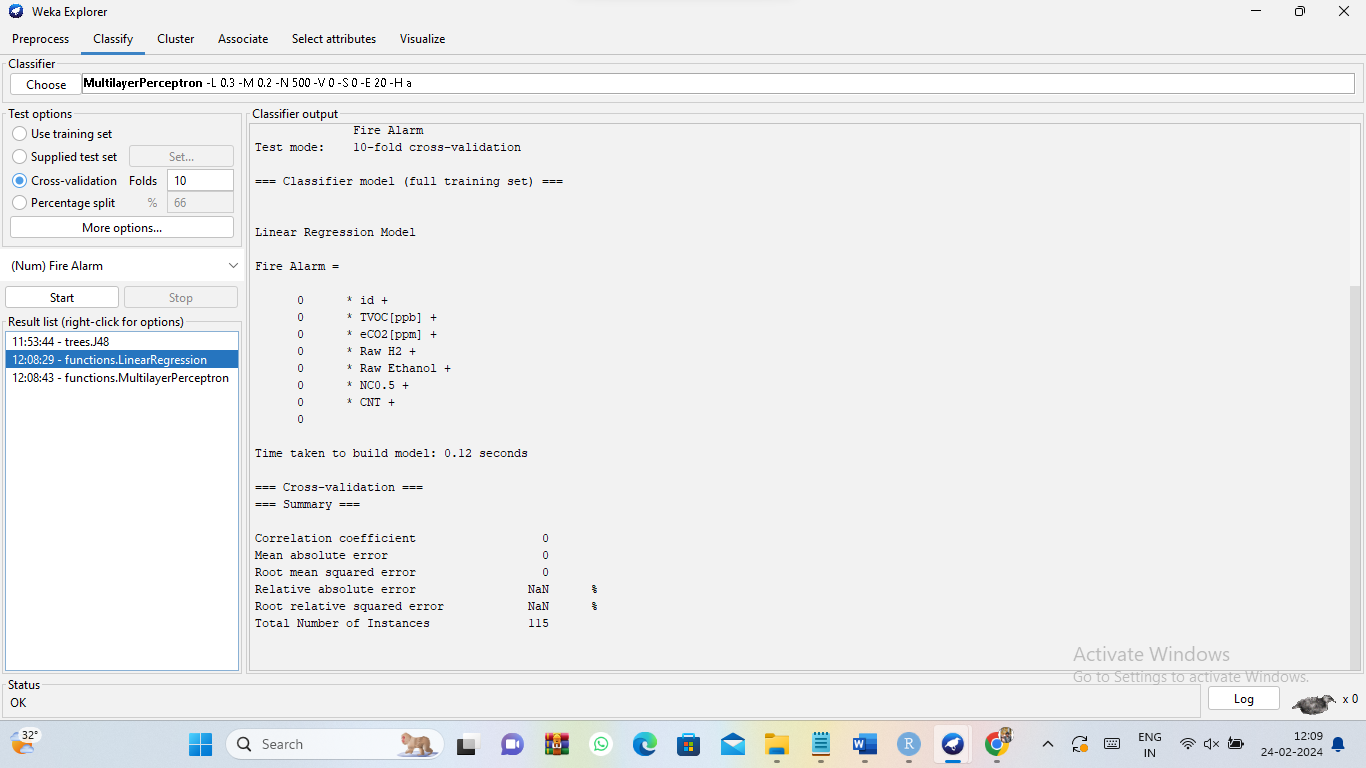 Weka Explorer
Preprocess Classify Cluster Associate Select attributes Visualize
Classifier
Choose MultilayerPerceptron -L 0.3 -M 0.2 -N 500 -V 0 -S 0 -E 20 -H a
Test options
Use training set
Supplied test set Set...
Cross-validation Folds 10
Percentage split % 66
More options...
(Num) Fire Alarm
Start Stop
Result list (right-click for options)
11:53:44 - trees.J48
12:08:29 - functions.LinearRegression
12:08:43 - functions.MultilayerPerceptron
Classifier output
Fire Alarm
Test mode: 10-fold cross-validation
=== Classifier model (full training set) ===
Linear Regression Model
Fire Alarm =
0 * id +
0 * TVOC[ppb] +
0 * eCO2[ppm] +
0 * Raw H2 +
0 * Raw Ethanol +
0 * NC0.5 +
0 * CNT +
0
Time taken to build model: 0.12 seconds
=== Cross-validation ===
=== Summary ===
Correlation coefficient 0
Mean absolute error 0
Root mean squared error 0
Relative absolute error NaN %
Root relative squared error NaN %
Total Number of Instances 115
Activate Windows
Go to Settings to activate Windows.
Status
OK
Log x 0
32°
Search
W
R
ENG
IN
12:09
24-02-2024